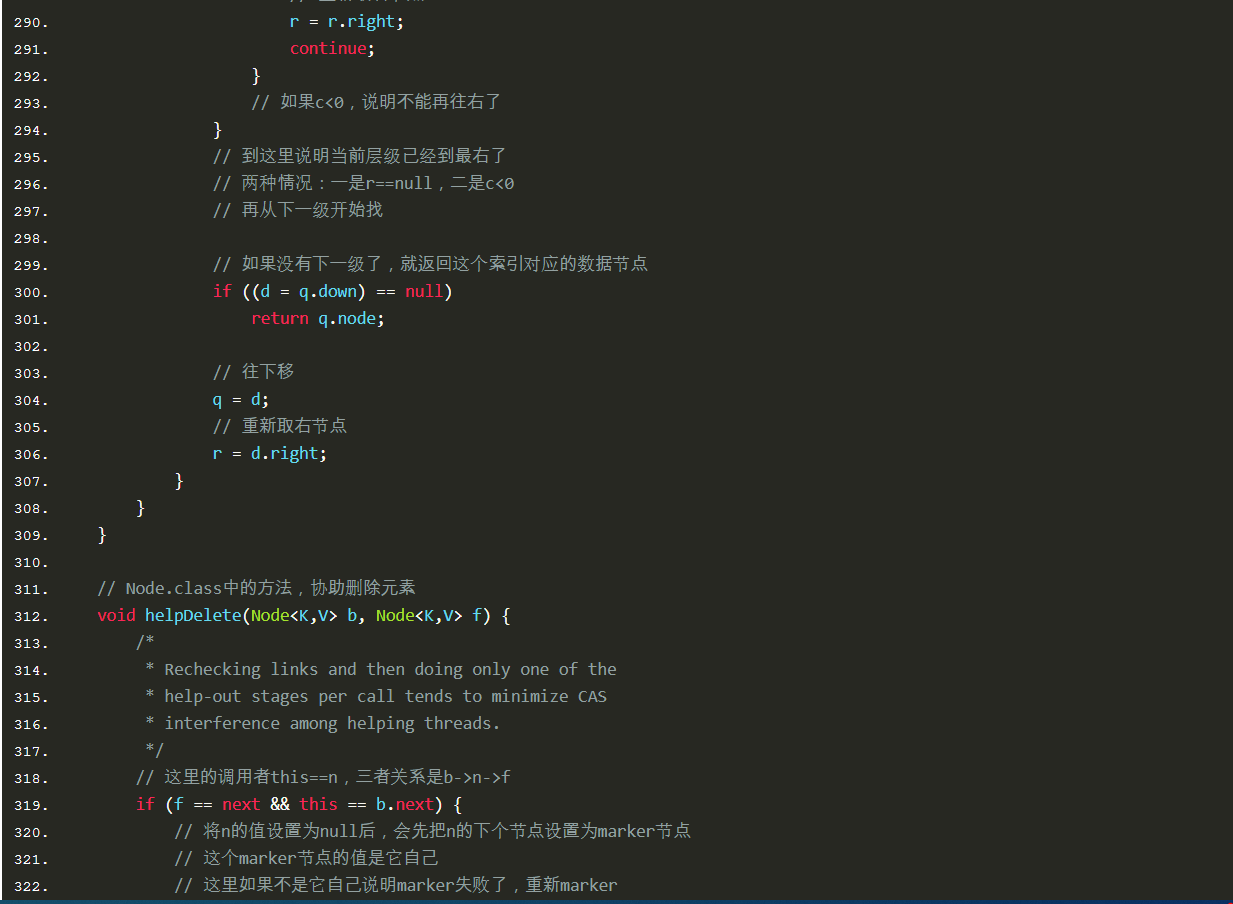 290. r = r.right;
291. continue;
292. }
293. // 如果c<0，说明不能再往右了
294. }
295. // 到这里说明当前层级已经到最右了
296. // 两种情况：一是r==null，二是c<0
297. // 再从下一级开始找
298.
299. // 如果没有下一级了，就返回这个索引对应的数据节点
300. if ((d = q.down) == null)
301. return q.node;
302.
303. // 往下移
304. q = d;
305. // 重新取右节点
306. r = d.right;
307. }
308. }
309. }
310.
311. // Node.class中的方法，协助删除元素
312. void helpDelete(Node<K,V> b, Node<K,V> f) {
313. /*
314. * Rechecking links and then doing only one of the
315. * help-out stages per call tends to minimize CAS
316. * interference among helping threads.
317. */
318. // 这里的调用者this==n，三者关系是b->n->f
319. if (f == next && this == b.next) {
320. // 将n的值设置为null后，会先把n的下个节点设置为marker节点
321. // 这个marker节点的值是它自己
322. // 这里如果不是它自己说明marker失败了，重新marker